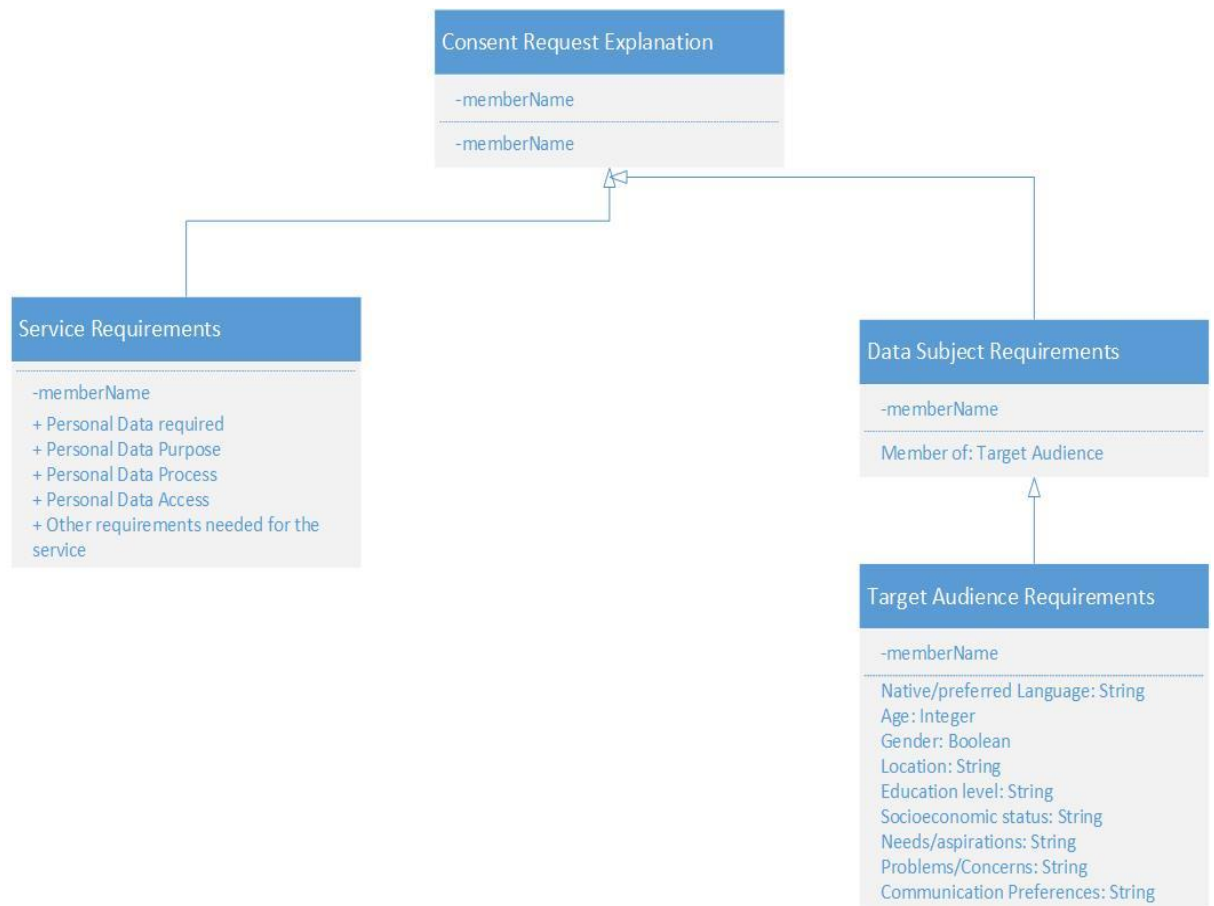 Consent Request Explanation
-memberName
-memberName
Service Requirements
-memberName
+ Personal Data required
+ Personal Data Purpose
+ Personal Data Process
+ Personal Data Access
+ Other requirements needed for the
service
Data Subject Requirements
-memberName
Member of: Target Audience
Target Audience Requirements
-memberName
Native/preferred Language: String
Age: Integer
Gender: Boolean
Location: String
Education level: String
Socioeconomic status: String
Needs/aspirations: String
Problems/Concerns: String
Communication Preferences: String